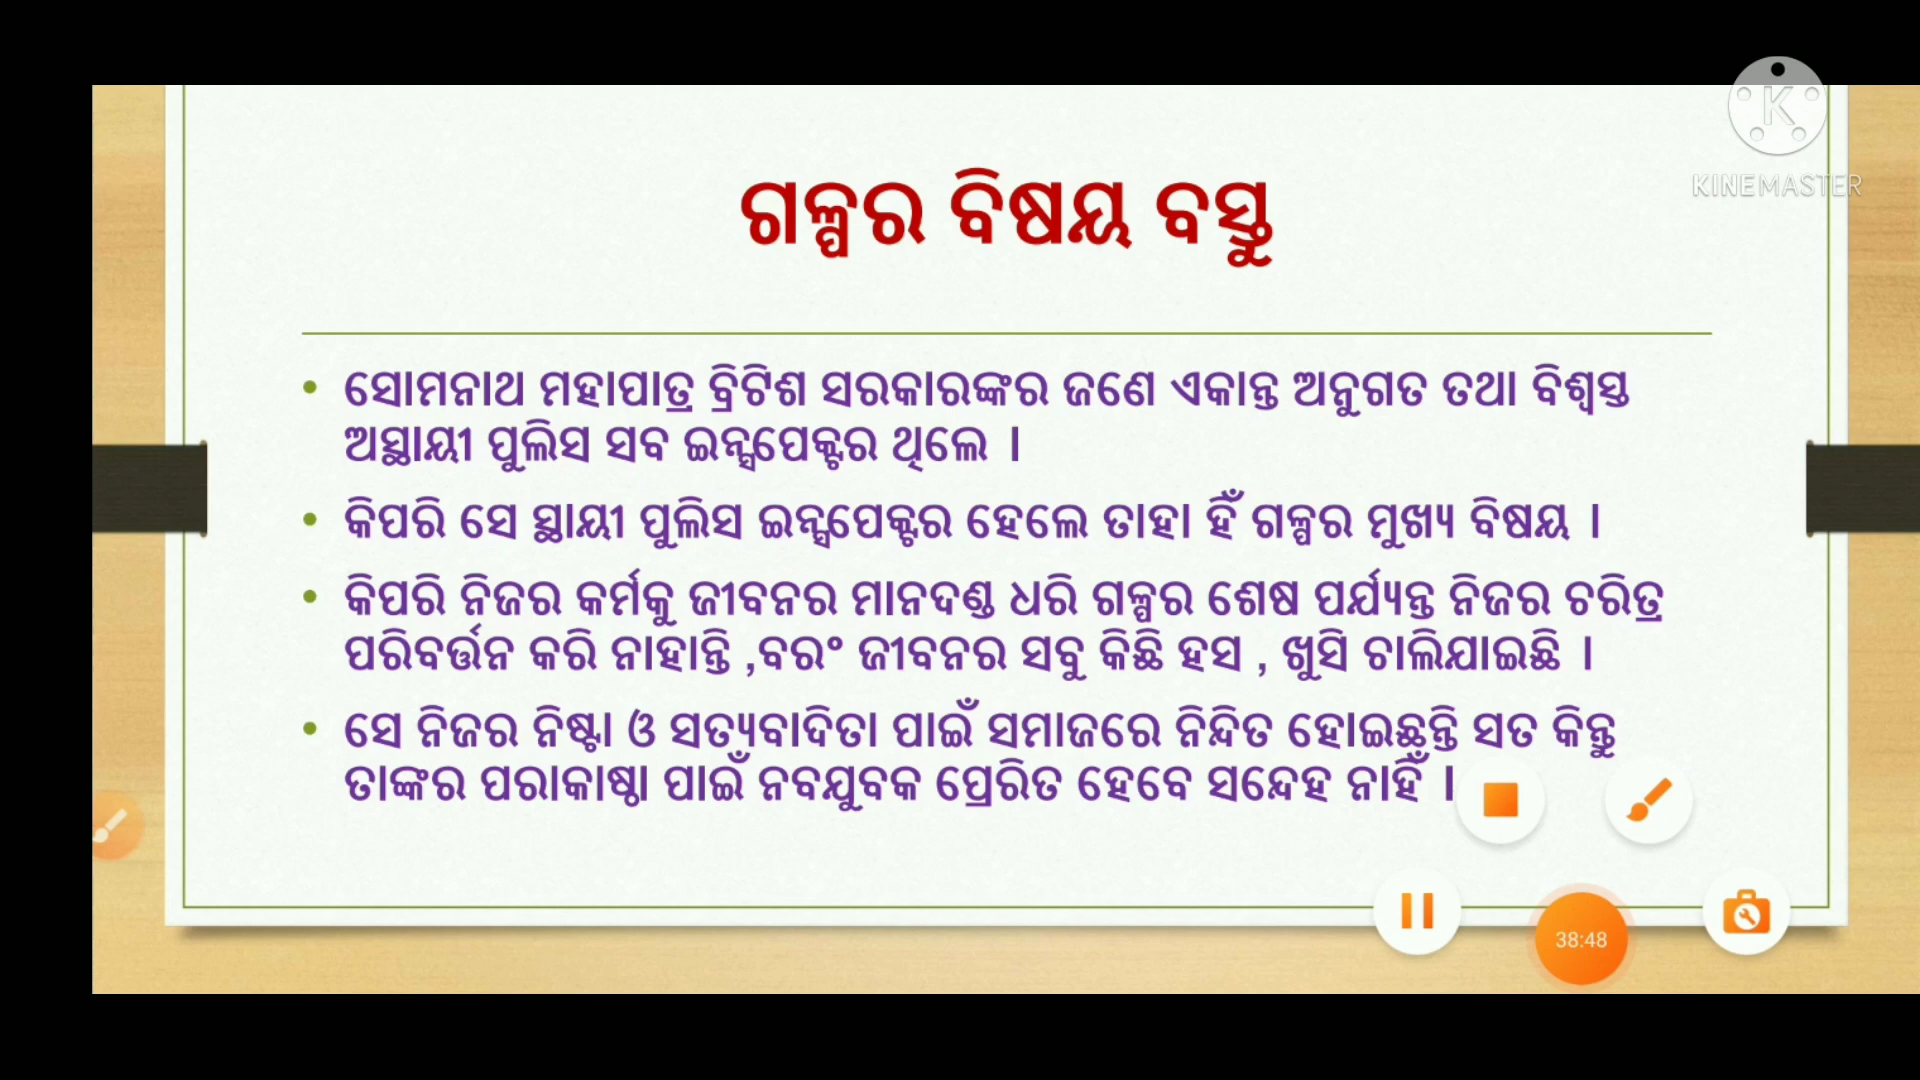 KINEMASTER
ଗଳ୍ପର ବିଷୟ ବସ୍ତୁ
• ସୋମନାଥ ମହାପାତ୍ର ବ୍ରିଟିଶ ସରକାରଙ୍କର ଜଣେ ଏକାନ୍ତ ଅନୁଗତ ତଥା ବିଶ୍ୱସ୍ତ
ଅସ୍ଥାୟୀ ପୁଲିସ ସବ ଇନ୍ସପେକ୍ଟର ଥିଲେ ।
• କିପରି ସେ ସ୍ଥାୟୀ ପୁଲିସ ଇନ୍ସପେକ୍ଟର ହେଲେ ତାହା ହିଁ ଗଳ୍ପର ମୁଖ୍ୟ ବିଷୟ ।
• କିପରି ନିଜର କର୍ମକୁ ଜୀବନର ମାନଦଣ୍ଡ ଧରି ଗଳ୍ପର ଶେଷ ପର୍ଯ୍ୟନ୍ତ ନିଜର ଚରିତ୍ର
ପରିବର୍ତ୍ତନ କରି ନାହାନ୍ତି ,ବରଂ ଜୀବନର ସବୁ କିଛି ହସ , ଖୁସି ଚାଲିଯାଇଛି ।
• ସେ ନିଜର ନିଷ୍ଟା ଓ ସତ୍ୟବାଦିତା ପାଇଁ ସମାଜରେ ନିନ୍ଦିତ ହୋଇଛନ୍ତି ସତ କିନ୍ତୁ
ତାଙ୍କର ପରାକାଷ୍ଠା ପାଇଁ ନବଯୁବକ ପ୍ରେରିତ ହେବେ ସନ୍ଦେହ ନାହିଁ ।
38:48